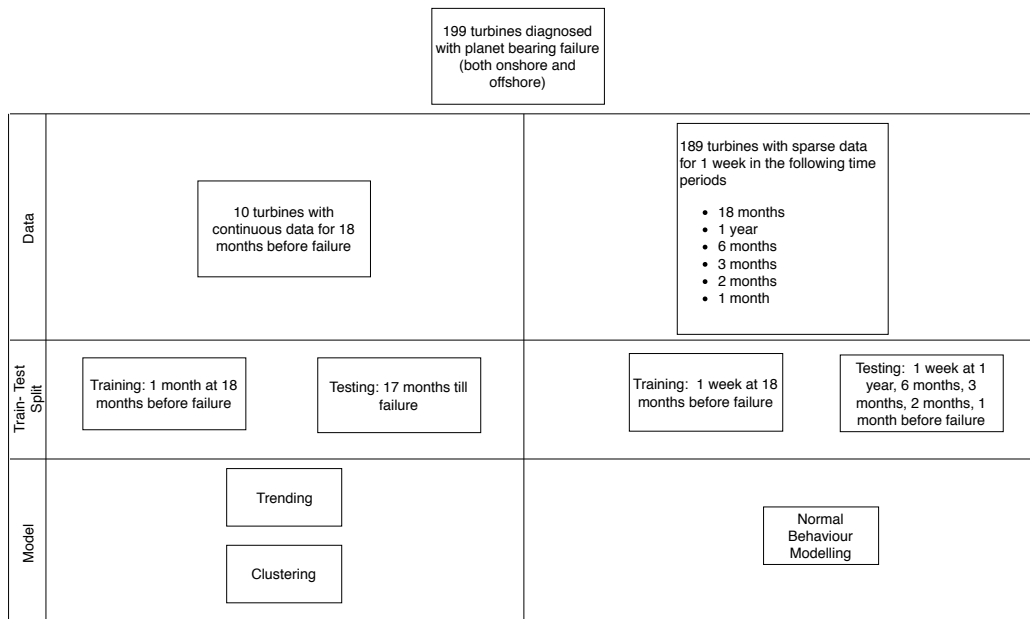 199 turbines diagnosed
with planet bearing failure
(both onshore and
offshore)
Data
10 turbines with
continuous data for 18
months before failure
189 turbines with sparse data
for 1 week in the following time
periods
• 18 months
• 1 year
• 6 months
• 3 months
• 2 months
• 1 month
Train- Test
Split
Training: 1 month at 18
months before failure
Testing: 17 months till
failure
Training: 1 week at 18
months before failure
Testing: 1 week at 1
year, 6 months, 3
months, 2 months, 1
month before failure
Model
Trending
Clustering
Normal
Behaviour
Modelling